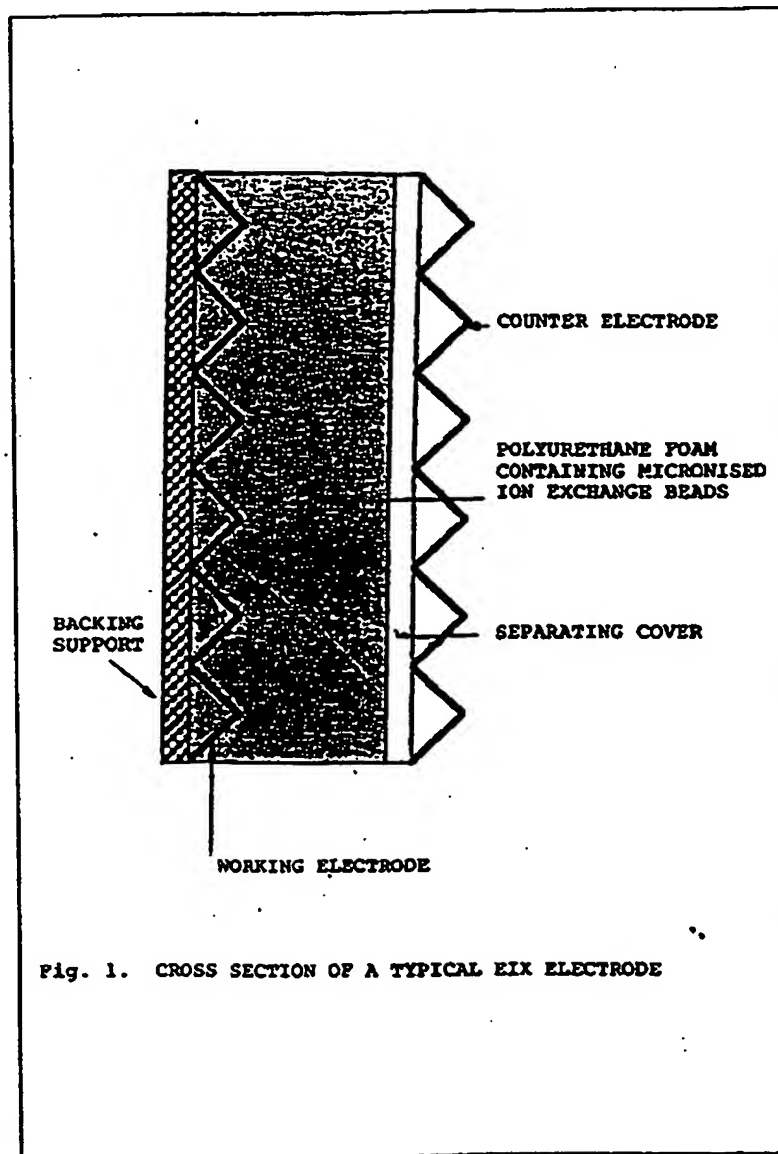 COUNTER ELECTRODE
POLYURETHANE FOAM
CONTAINING MICRONISED
ION EXCHANGE BEADS
BACKING
SUPPORT
SEPARATING COVER
WORKING ELECTRODE
Fig. 1. CROSS SECTION OF A TYPICAL EIX ELECTRODE